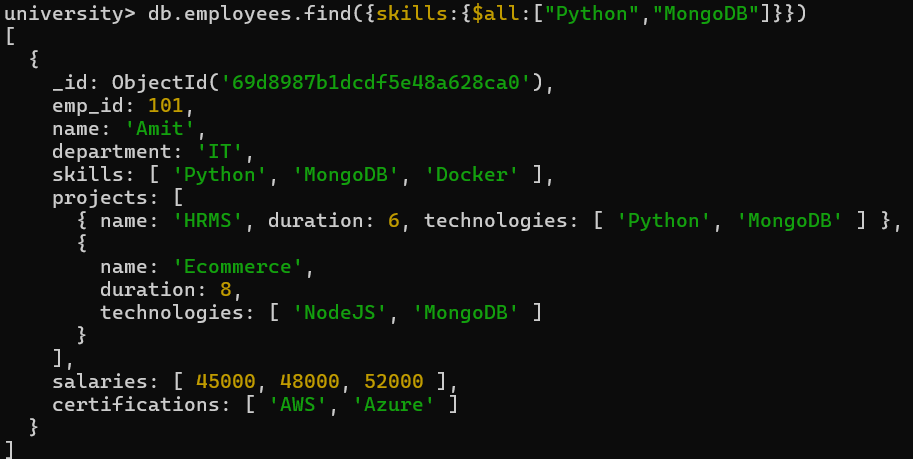 university> db.employees.find({skills:{$all:["Python","MongoDB"]}})
[
  {
    _id: ObjectId('69d8987b1dcdf5e48a628ca0'),
    emp_id: 101,
    name: 'Amit',
    department: 'IT',
    skills: [ 'Python', 'MongoDB', 'Docker' ],
    projects: [
      { name: 'HRMS', duration: 6, technologies: [ 'Python', 'MongoDB' ] },
      {
        name: 'Ecommerce',
        duration: 8,
        technologies: [ 'NodeJS', 'MongoDB' ]
      }
    ],
    salaries: [ 45000, 48000, 52000 ],
    certifications: [ 'AWS', 'Azure' ]
  }
]